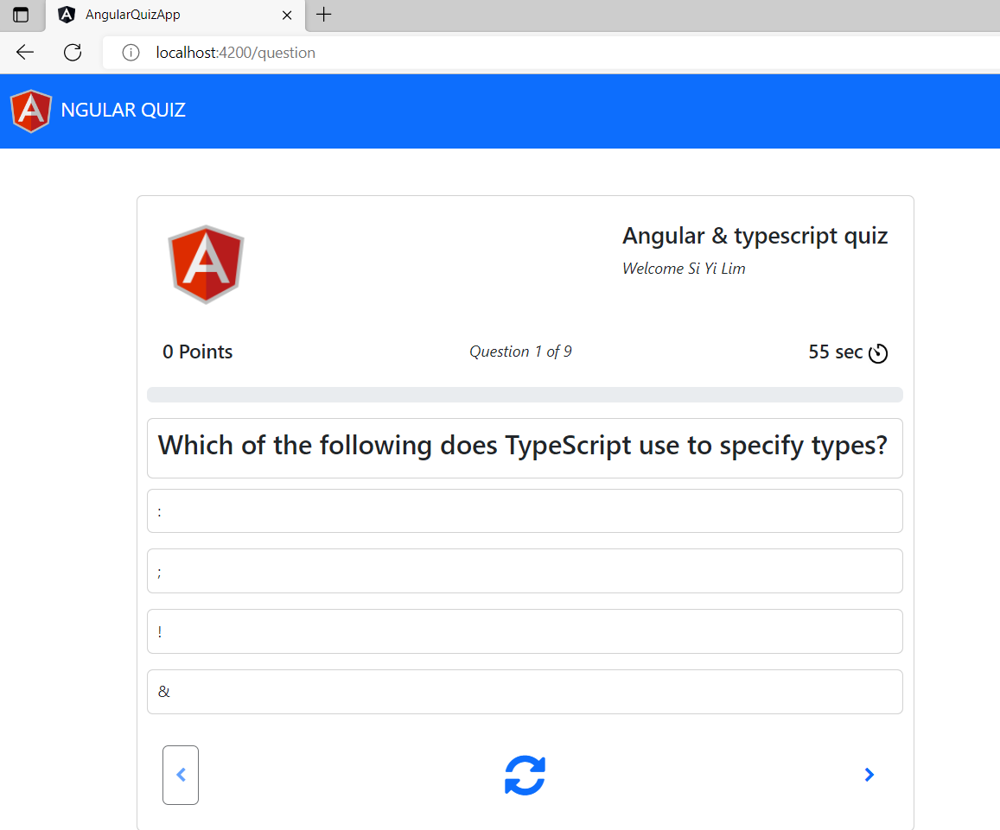 AngularQuizApp
localhost:4200/question
NGULAR QUIZ
Angular & typescript quiz
Welcome Si Yi Lim
0 Points
Question 1 of 9
55 sec
Which of the following does TypeScript use to specify types?
:
;
!
&